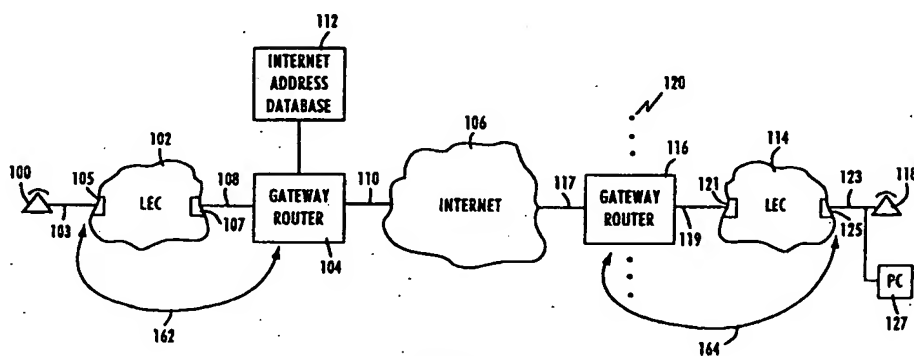 112
INTERNET
ADDRESS
DATABASE
120
106
102
114
116
100
105
108
110
117
121
123
118
LEC
GATEWAY
ROUTER
INTERNET
GATEWAY
ROUTER
LEC
103
107
104
119
125
PC
127
162
164